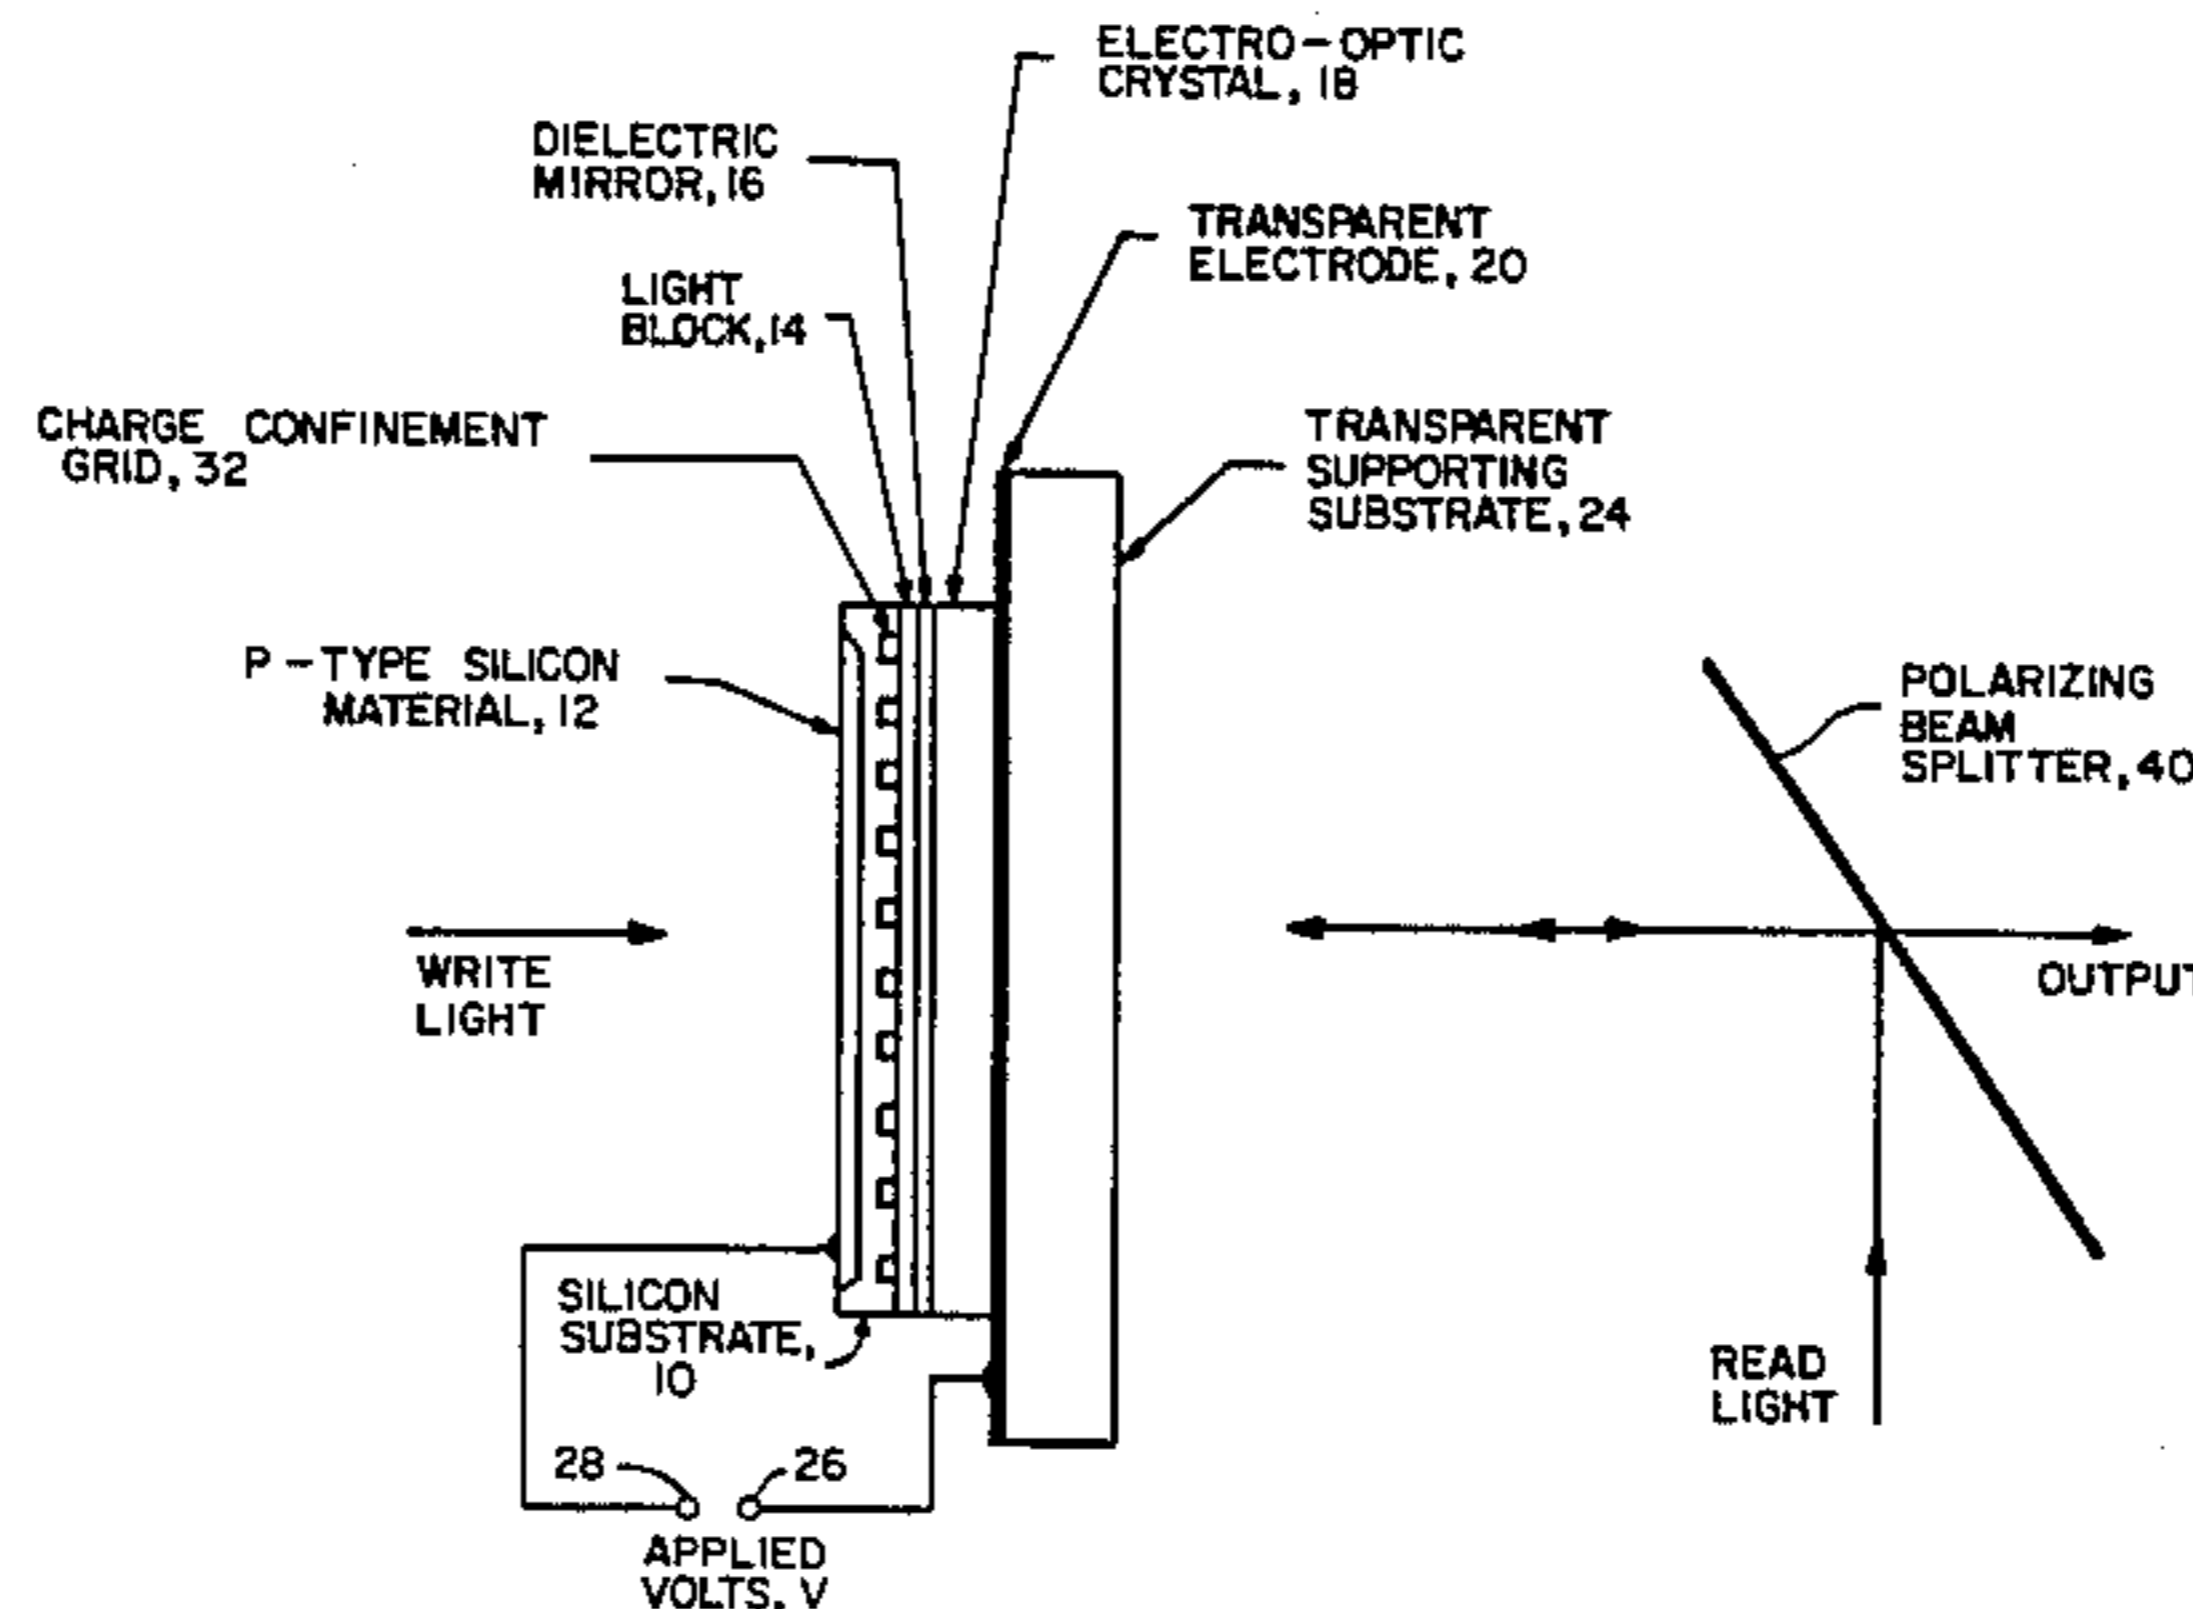 ELECTRO-OPTIC
CRYSTAL, 18
DIELECTRIC
MIRROR, 16
TRANSPARENT
ELECTRODE, 20
LIGHT
BLOCK, 14
CHARGE CONFINEMENT
GRID, 32
TRANSPARENT
SUPPORTING
SUBSTRATE, 24
P-TYPE SILICON
MATERIAL, 12
POLARIZING
BEAM
SPLITTER, 40
WRITE
LIGHT
OUTPUT
SILICON
SUBSTRATE,
10
READ
LIGHT
28
26
APPLIED
VOLTS, V